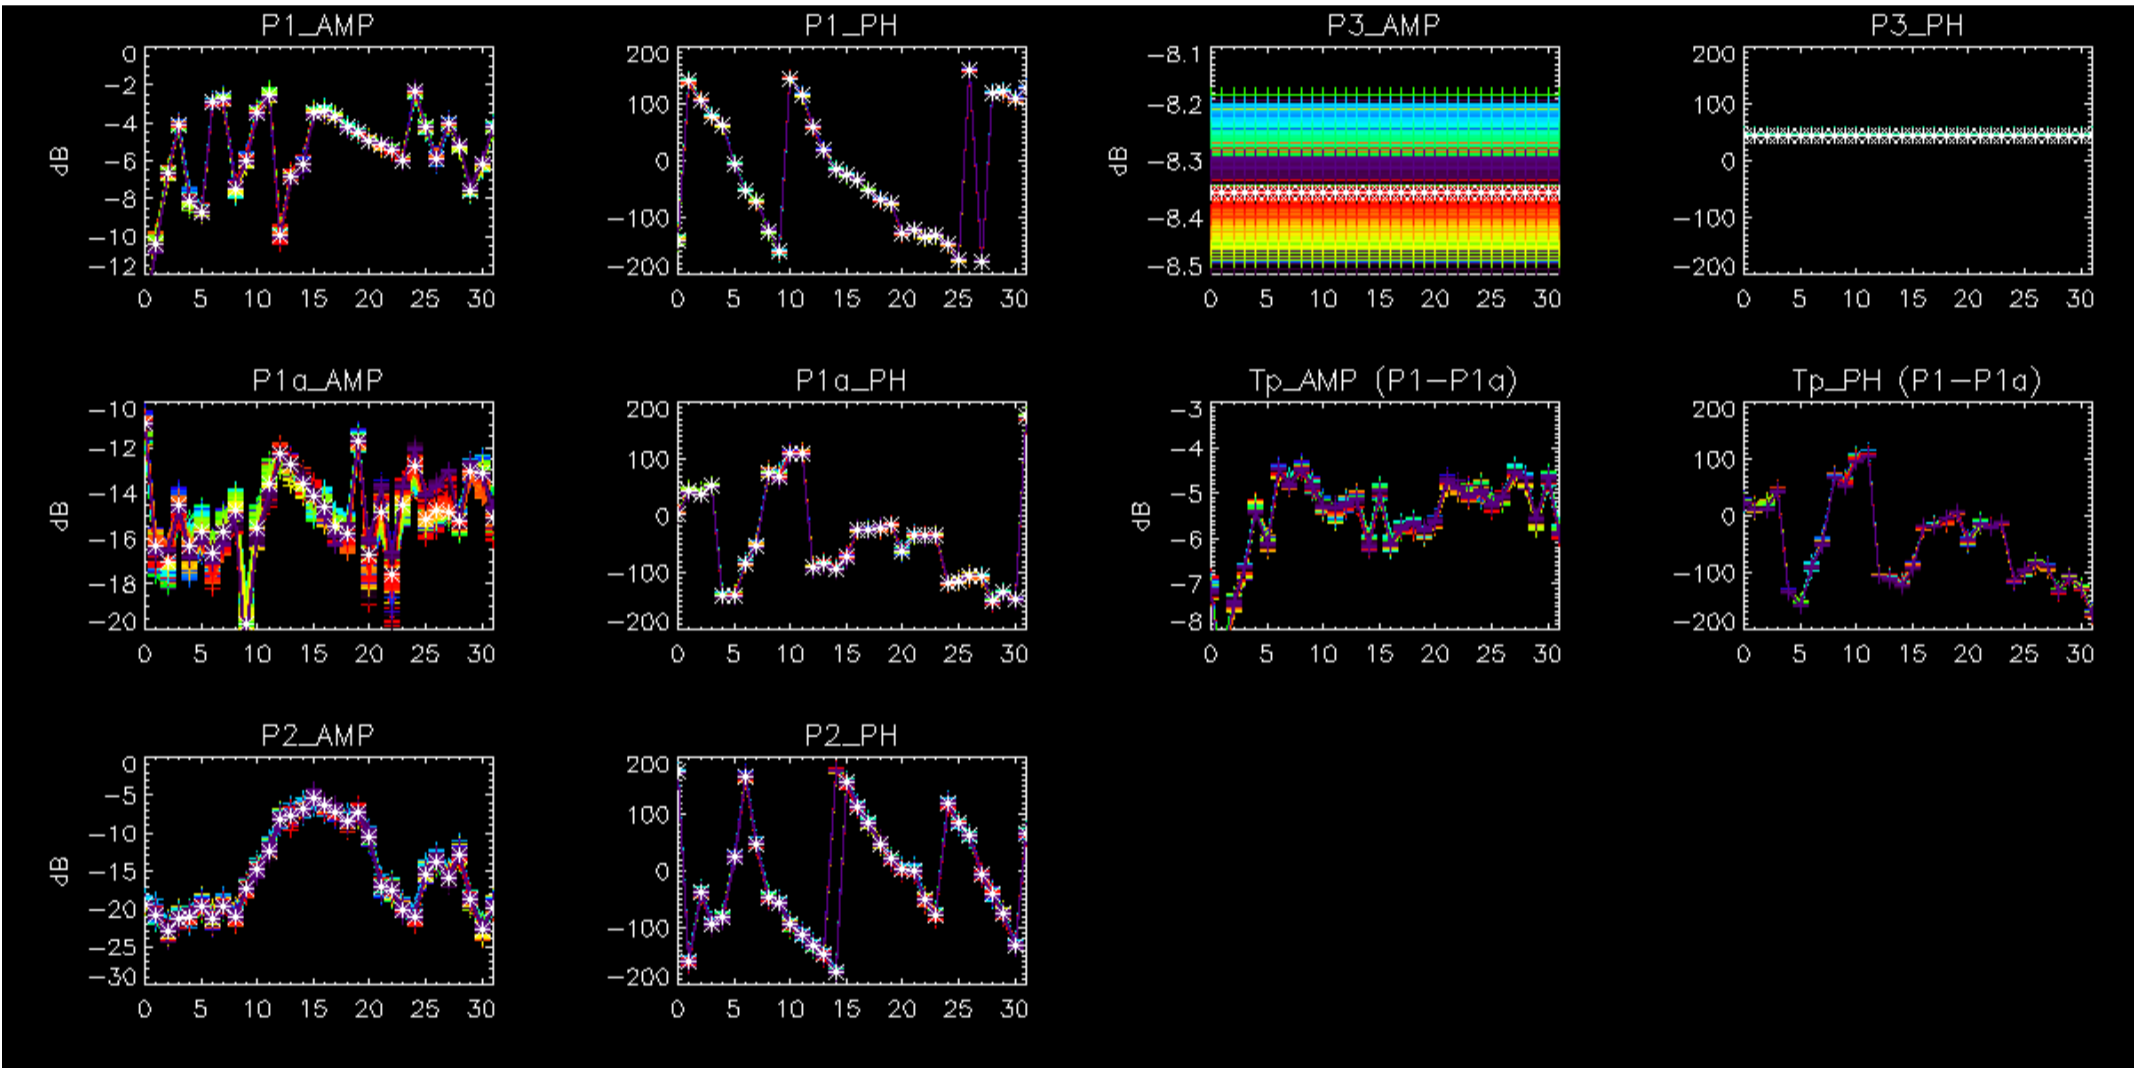 P1_AMP
dB
0
−2
−4
−6
−8
−10
−12
0 5 10 15 20 25 30
P1_PH
200
100
0
−100
−200
0 5 10 15 20 25 30
P3_AMP
dB
−8.1
−8.2
−8.3
−8.4
−8.5
0 5 10 15 20 25 30
P3_PH
200
100
0
−100
−200
0 5 10 15 20 25 30
P1a_AMP
dB
−10
−12
−14
−16
−18
−20
0 5 10 15 20 25 30
P1a_PH
200
100
0
−100
−200
0 5 10 15 20 25 30
Tp_AMP (P1−P1a)
dB
−3
−4
−5
−6
−7
−8
0 5 10 15 20 25 30
Tp_PH (P1−P1a)
200
100
0
−100
−200
0 5 10 15 20 25 30
P2_AMP
dB
0
−5
−10
−15
−20
−25
−30
0 5 10 15 20 25 30
P2_PH
200
100
0
−100
−200
0 5 10 15 20 25 30